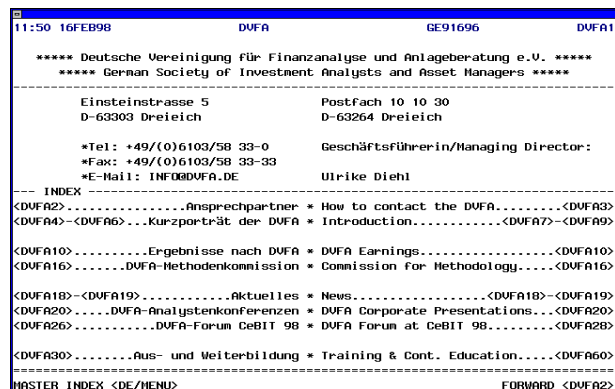 11:50 16FEB98 DVFA GE91696 DVFA1
***** Deutsche Vereinigung für Finanzanalyse und Anlageberatung e.V. *****
***** German Society of Investment Analysts and Asset Managers *****
Einsteinstrasse 5 Postfach 10 10 30
D-63303 Dreieich D-63264 Dreieich
*Tel: +49/(0)6103/58 33-0 Geschäftsführerin/Managing Director:
*Fax: +49/(0)6103/58 33-33
*E-Mail: INFO@DVFA.DE Ulrike Diehl
--- INDEX ---
<DVFA2>................Ansprechpartner * How to contact the DVFA.........<DVFA3>
<DVFA4>-<DVFA6>...Kurzporträt der DVFA * Introduction...........<DVFA7>-<DVFA9>
<DVFA10>..........Ergebnisse nach DVFA * DVFA Earnings...................<DVFA10>
<DVFA16>.......DVFA-Methodenkommission * Commission for Methodology.....<DVFA16>
<DVFA18>-<DVFA19>............Aktuelles * News..................<DVFA18>-<DVFA19>
<DVFA20>.....DVFA-Analystenkonferenzen * DVFA Corporate Presentations...<DVFA20>
<DVFA26>...........DVFA-Forum CeBIT 98 * DVFA Forum at CeBIT 98.........<DVFA28>
<DVFA30>........Aus- und Weiterbildung * Training & Cont. Education.....<DVFA60>
MASTER INDEX <DE/MENU> FORWARD <DVFA2>